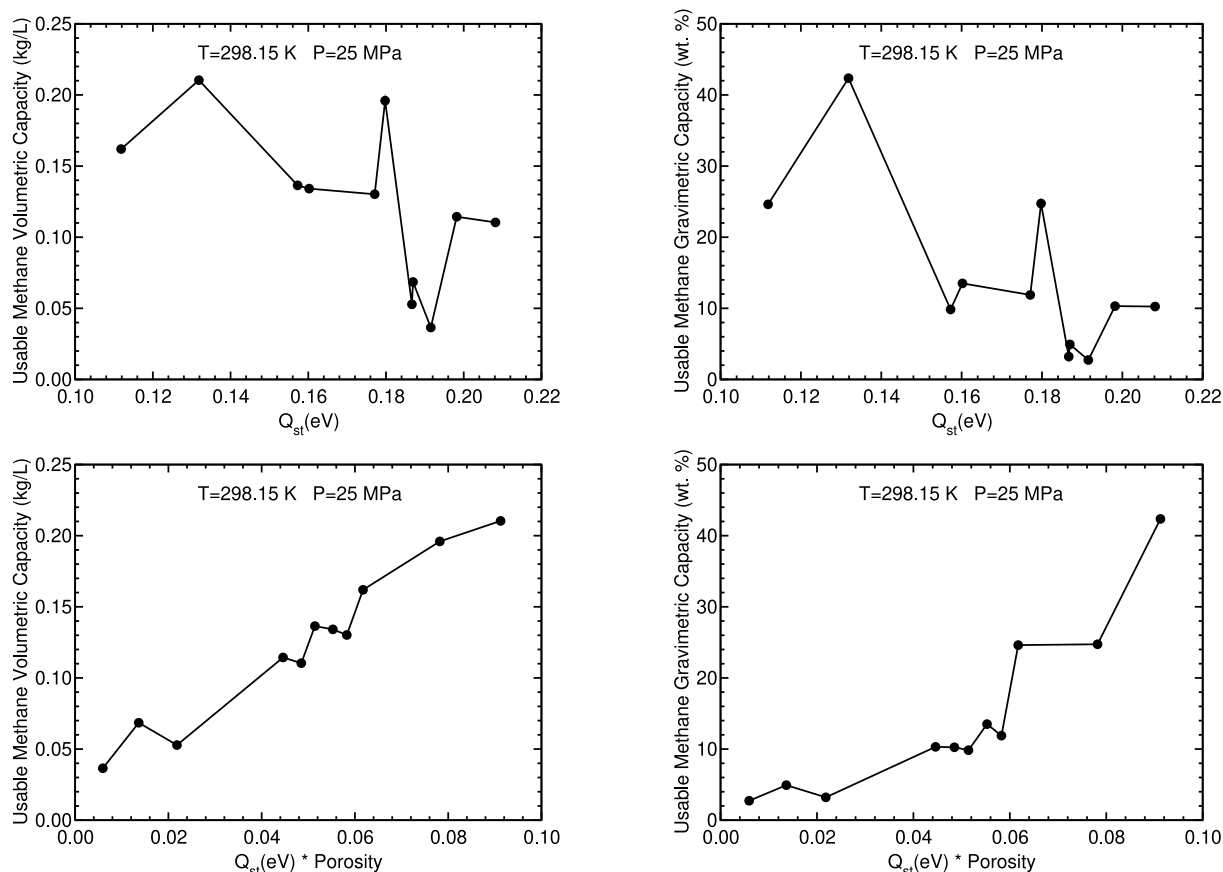 Usable Methane Volumetric Capacity (kg/L)
0.25
0.20
0.15
0.10
0.05
0.00
T=298.15 K P=25 MPa
0.10 0.12 0.14 0.16 0.18 0.20 0.22
Qst(eV)
Usable Methane Gravimetric Capacity (wt. %)
50
40
30
20
10
0
T=298.15 K P=25 MPa
0.10 0.12 0.14 0.16 0.18 0.20 0.22
Qst(eV)
Usable Methane Volumetric Capacity (kg/L)
0.25
0.20
0.15
0.10
0.05
0.00
T=298.15 K P=25 MPa
0.00 0.02 0.04 0.06 0.08 0.10
Qst(eV) * Porosity
Usable Methane Gravimetric Capacity (wt. %)
50
40
30
20
10
0
T=298.15 K P=25 MPa
0.00 0.02 0.04 0.06 0.08 0.10
Qst(eV) * Porosity